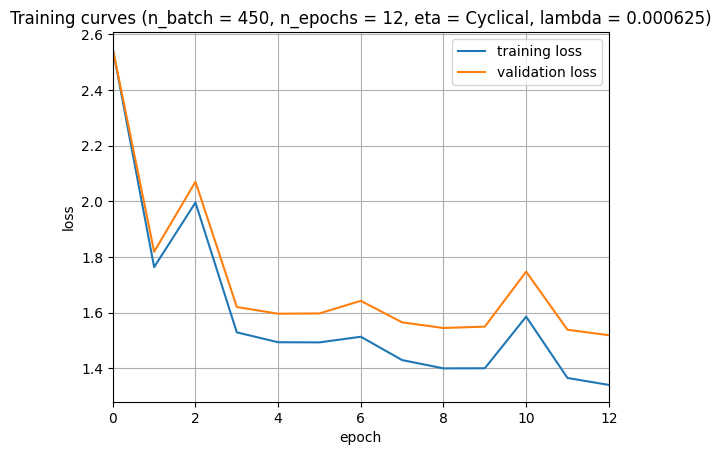 Training curves (n_batch = 450, n_epochs = 12, eta = Cyclical, lambda = 0.000625)
training loss
validation loss
2.6
2.4
2.2
2.0
1.8
1.6
1.4
loss
0 2 4 6 8 10 12
epoch